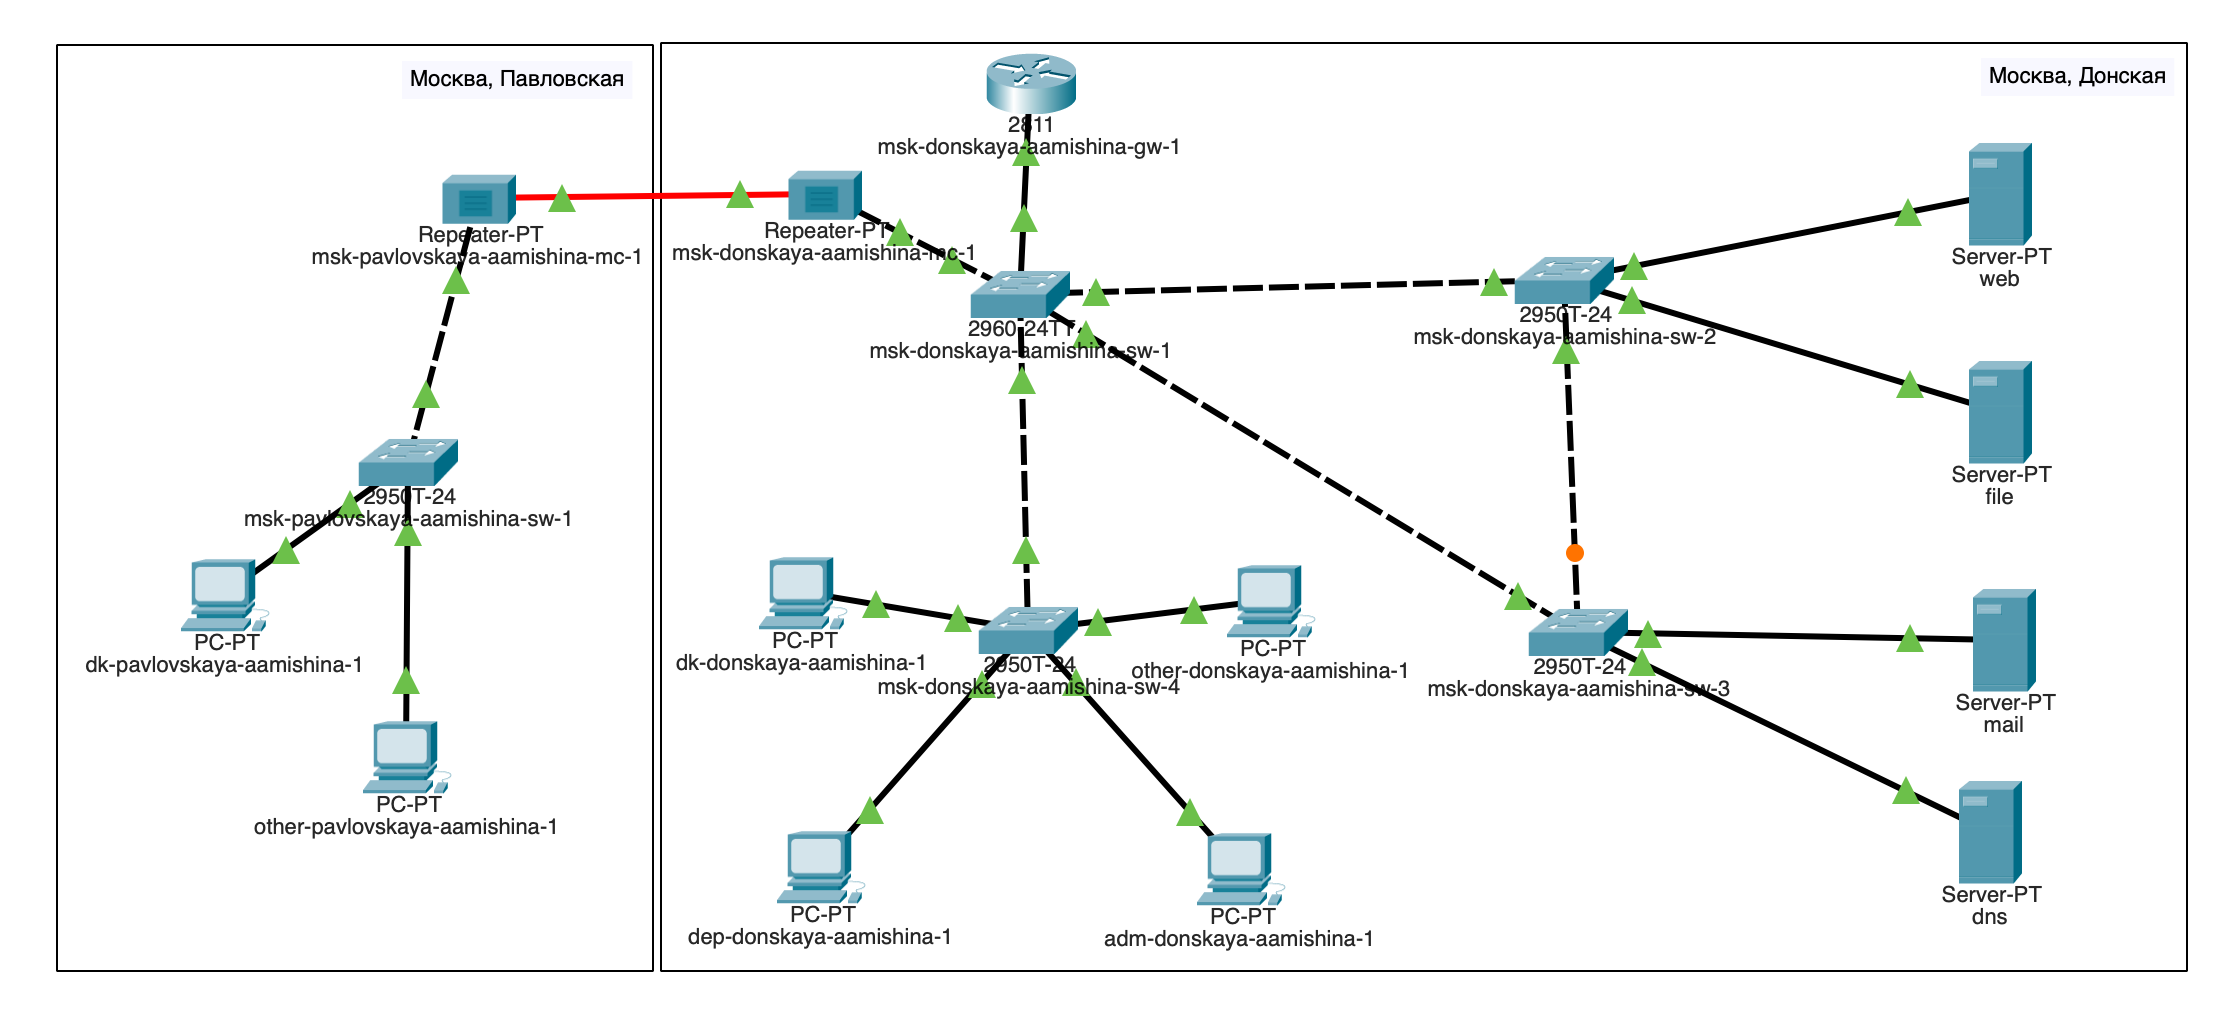 Москва, Павловская
Москва, Донская
2811
msk-donskaya-aamishina-gw-1
Repeater-PT
msk-pavlovskaya-aamishina-mc-1
Repeater-PT
msk-donskaya-aamishina-mc-1
Server-PT
web
2960-24TT
msk-donskaya-aamishina-sw-1
2950T-24
msk-donskaya-aamishina-sw-2
Server-PT
file
2950T-24
msk-pavlovskaya-aamishina-sw-1
PC-PT
dk-pavlovskaya-aamishina-1
PC-PT
dk-donskaya-aamishina-1
PC-PT
other-donskaya-aamishina-1
2950T-24
msk-donskaya-aamishina-sw-4
2950T-24
msk-donskaya-aamishina-sw-3
Server-PT
mail
PC-PT
other-pavlovskaya-aamishina-1
PC-PT
dep-donskaya-aamishina-1
PC-PT
adm-donskaya-aamishina-1
Server-PT
dns